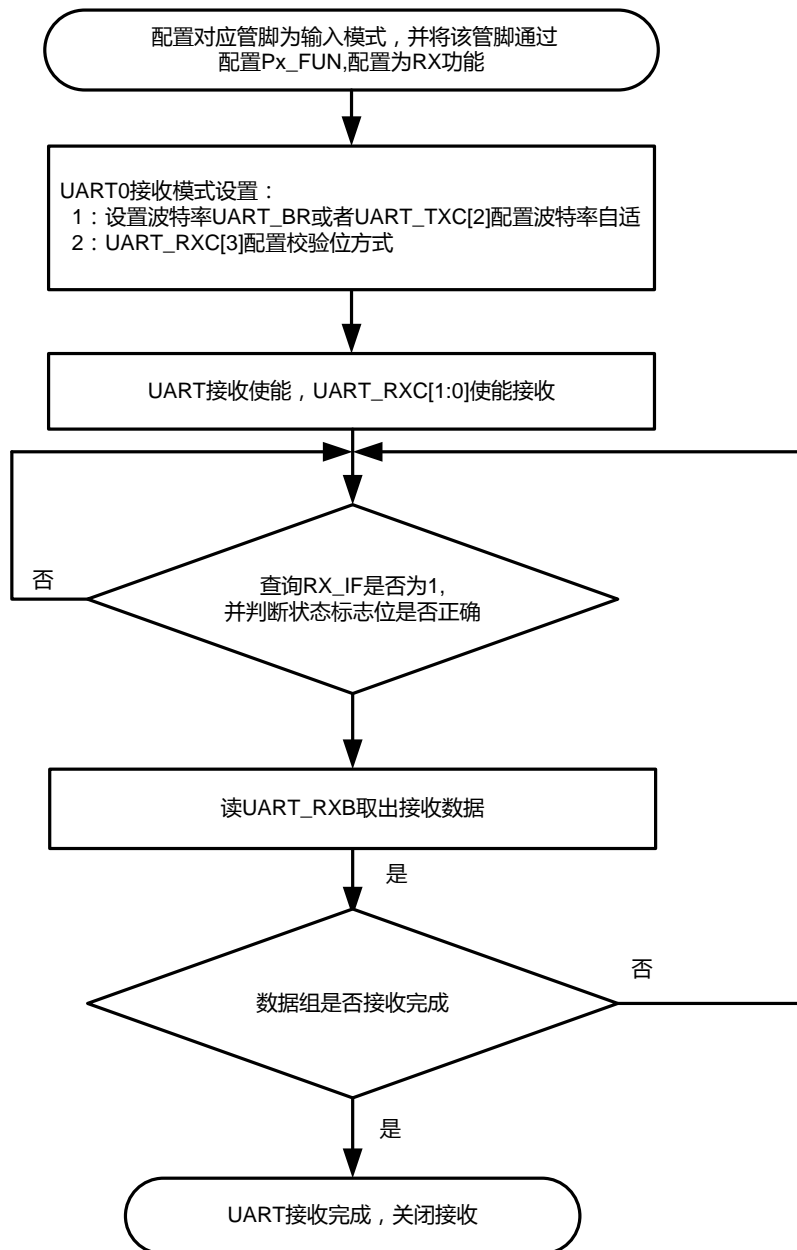 配置对应管脚为输入模式，并将该管脚通过
配置Px_FUN,配置为RX功能
UART0接收模式设置：
1：设置波特率UART_BR或者UART_TXC[2]配置波特率自适
2：UART_RXC[3]配置校验位方式
UART接收使能，UART_RXC[1:0]使能接收
否
查询RX_IF是否为1,
并判断状态标志位是否正确
读UART_RXB取出接收数据
是
否
数据组是否接收完成
是
UART接收完成，关闭接收